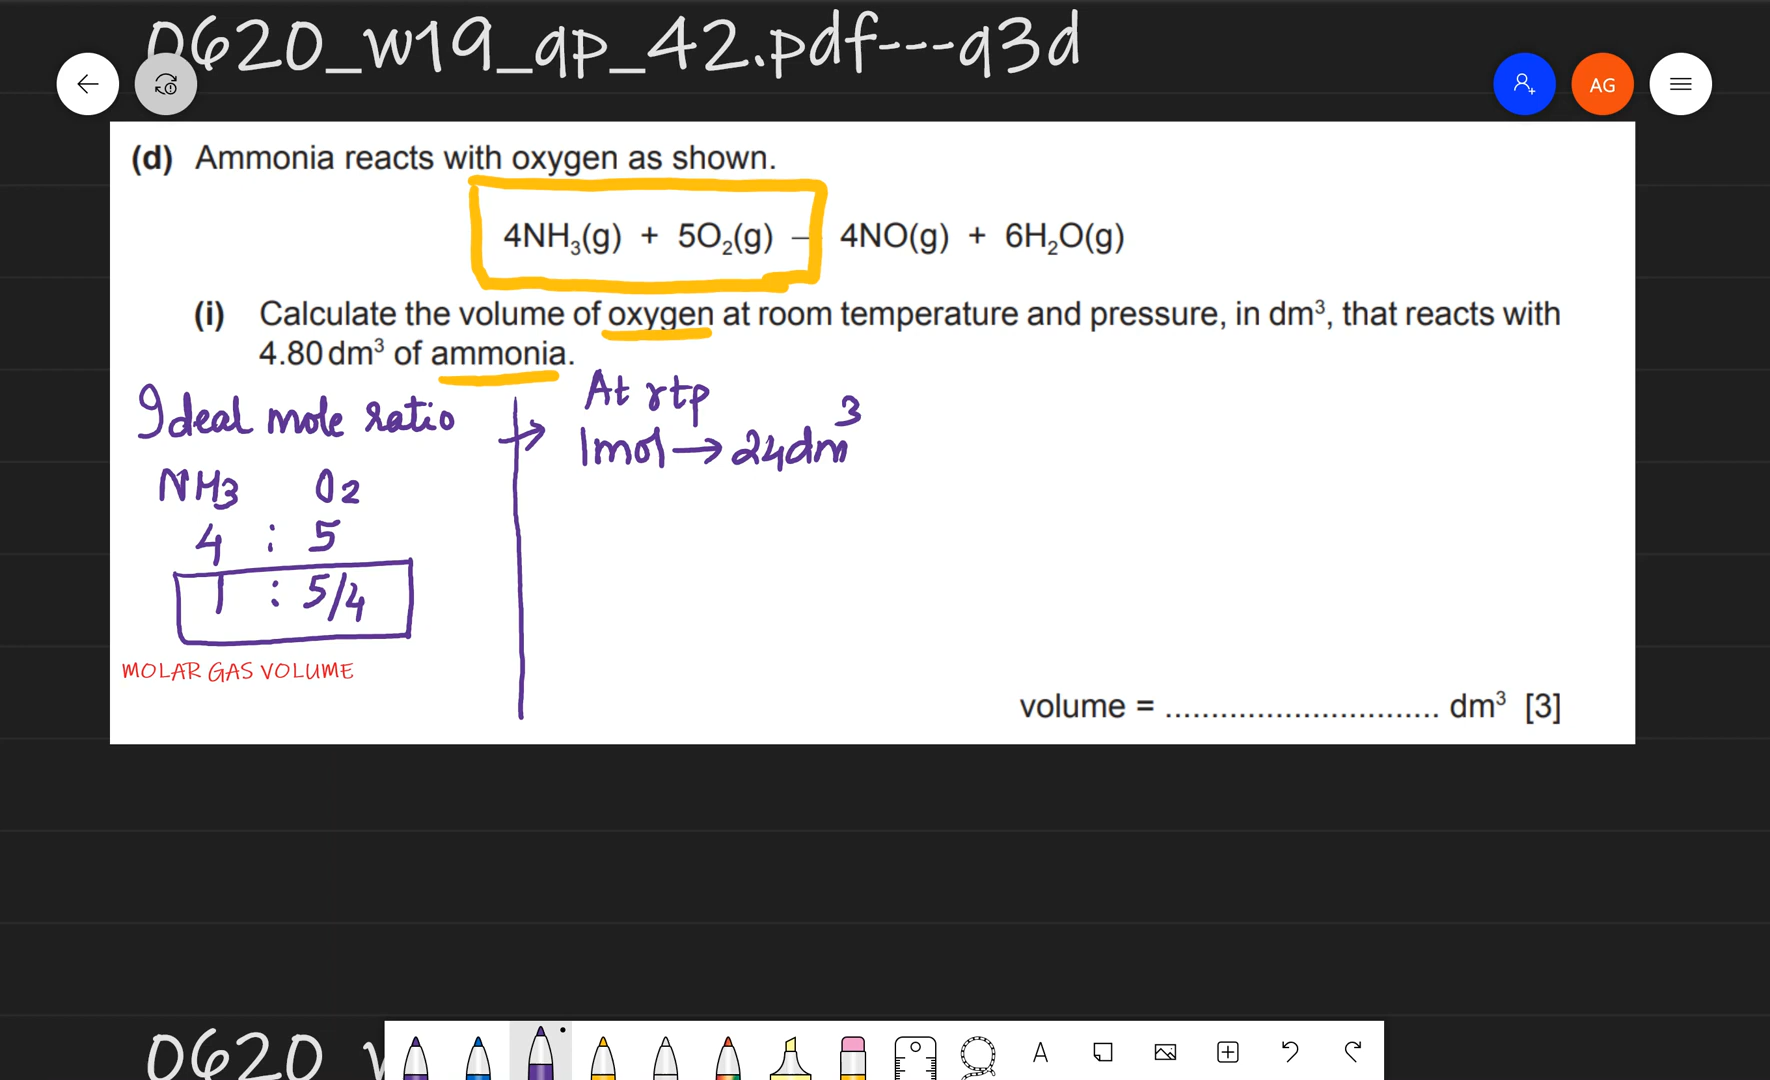 0620_w19_qp_42.pdf---q3d
AG
(d) Ammonia reacts with oxygen as shown.
4NH₃(g) + 5O₂(g) – 4NO(g) + 6H₂O(g)
(i) Calculate the volume of oxygen at room temperature and pressure, in dm³, that reacts with
4.80 dm³ of ammonia.
Ideal mole ratio
NH3 O2
4 : 5
1 : 5/4
MOLAR GAS VOLUME
At rtp
1mol → 24dm³
volume = .............................. dm³ [3]
0620
A